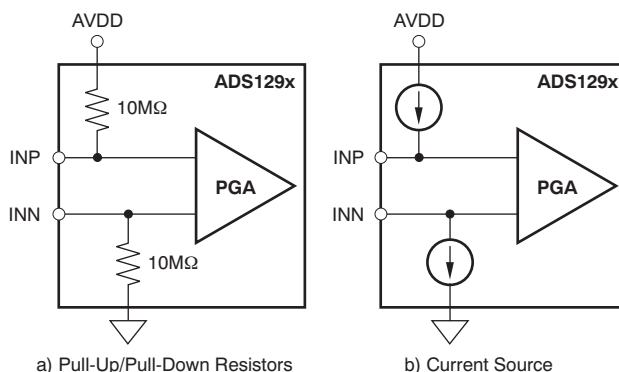 AVDD
ADS129x
10MΩ
INP
PGA
INN
10MΩ
a) Pull-Up/Pull-Down Resistors
AVDD
ADS129x
INP
PGA
INN
b) Current Source